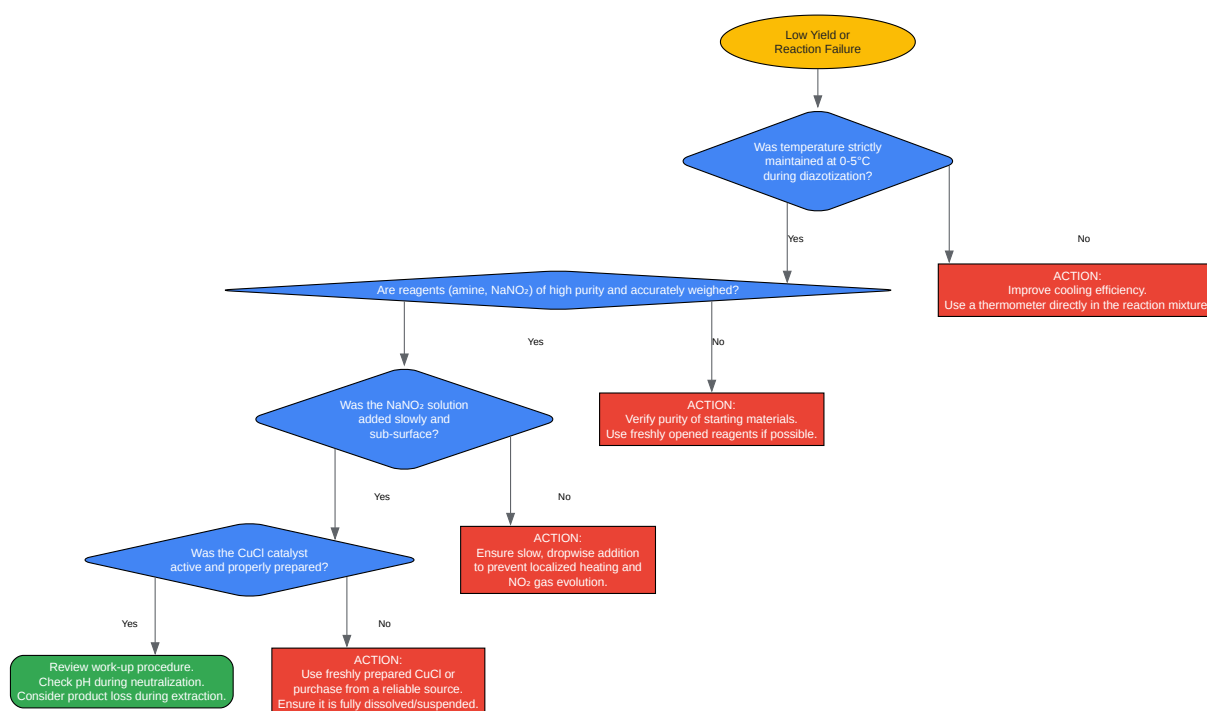 Low Yield or
Reaction Failure
Was temperature strictly
maintained at 0-5°C
during diazotization?
Yes
No
ACTION:
Improve cooling efficiency.
Use a thermometer directly in the reaction mixture
Are reagents (amine, NaNO₂) of high purity and accurately weighed?
Yes
No
ACTION:
Verify purity of starting materials.
Use freshly opened reagents if possible.
Was the NaNO₂ solution
added slowly and
sub-surface?
Yes
No
ACTION:
Ensure slow, dropwise addition
to prevent localized heating and
NO₂ gas evolution.
Was the CuCl catalyst
active and properly prepared?
Yes
No
Review work-up procedure.
Check pH during neutralization.
Consider product loss during extraction.
ACTION:
Use freshly prepared CuCl or
purchase from a reliable source.
Ensure it is fully dissolved/suspended.